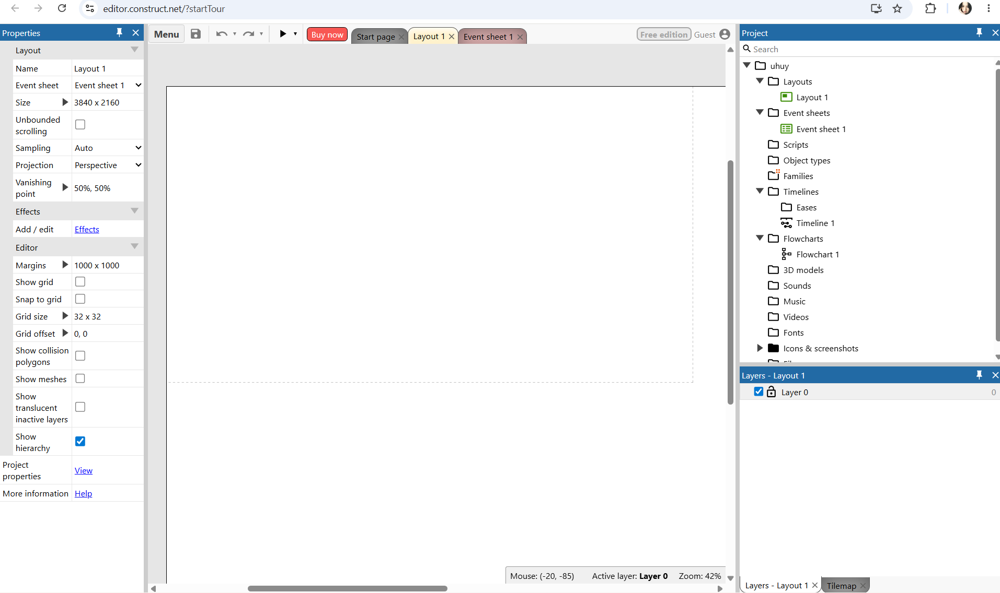 editor.construct.net/?startTour
Properties
Menu
Buy now
Start page
Layout 1
Event sheet 1
Free edition
Guest
Project
Layout
Name
Layout 1
Event sheet
Event sheet 1
Size
3840 x 2160
Unbounded
scrolling
Sampling
Auto
Projection
Perspective
Vanishing
point
50%, 50%
Effects
Add / edit
Effects
Editor
Margins
1000 x 1000
Show grid
Snap to grid
Grid size
32 x 32
Grid offset
0, 0
Show collision
polygons
Show meshes
Show
translucent
inactive layers
Show
hierarchy
Project
properties
View
More information
Help
Mouse: (-20, -85)
Active layer: Layer 0
Zoom: 42%
Search
uhuy
Layouts
Layout 1
Event sheets
Event sheet 1
Scripts
Object types
Families
Timelines
Eases
Timeline 1
Flowcharts
Flowchart 1
3D models
Sounds
Music
Videos
Fonts
Icons & screenshots
Layers - Layout 1
Layer 0
0
Layers - Layout 1
Tilemap